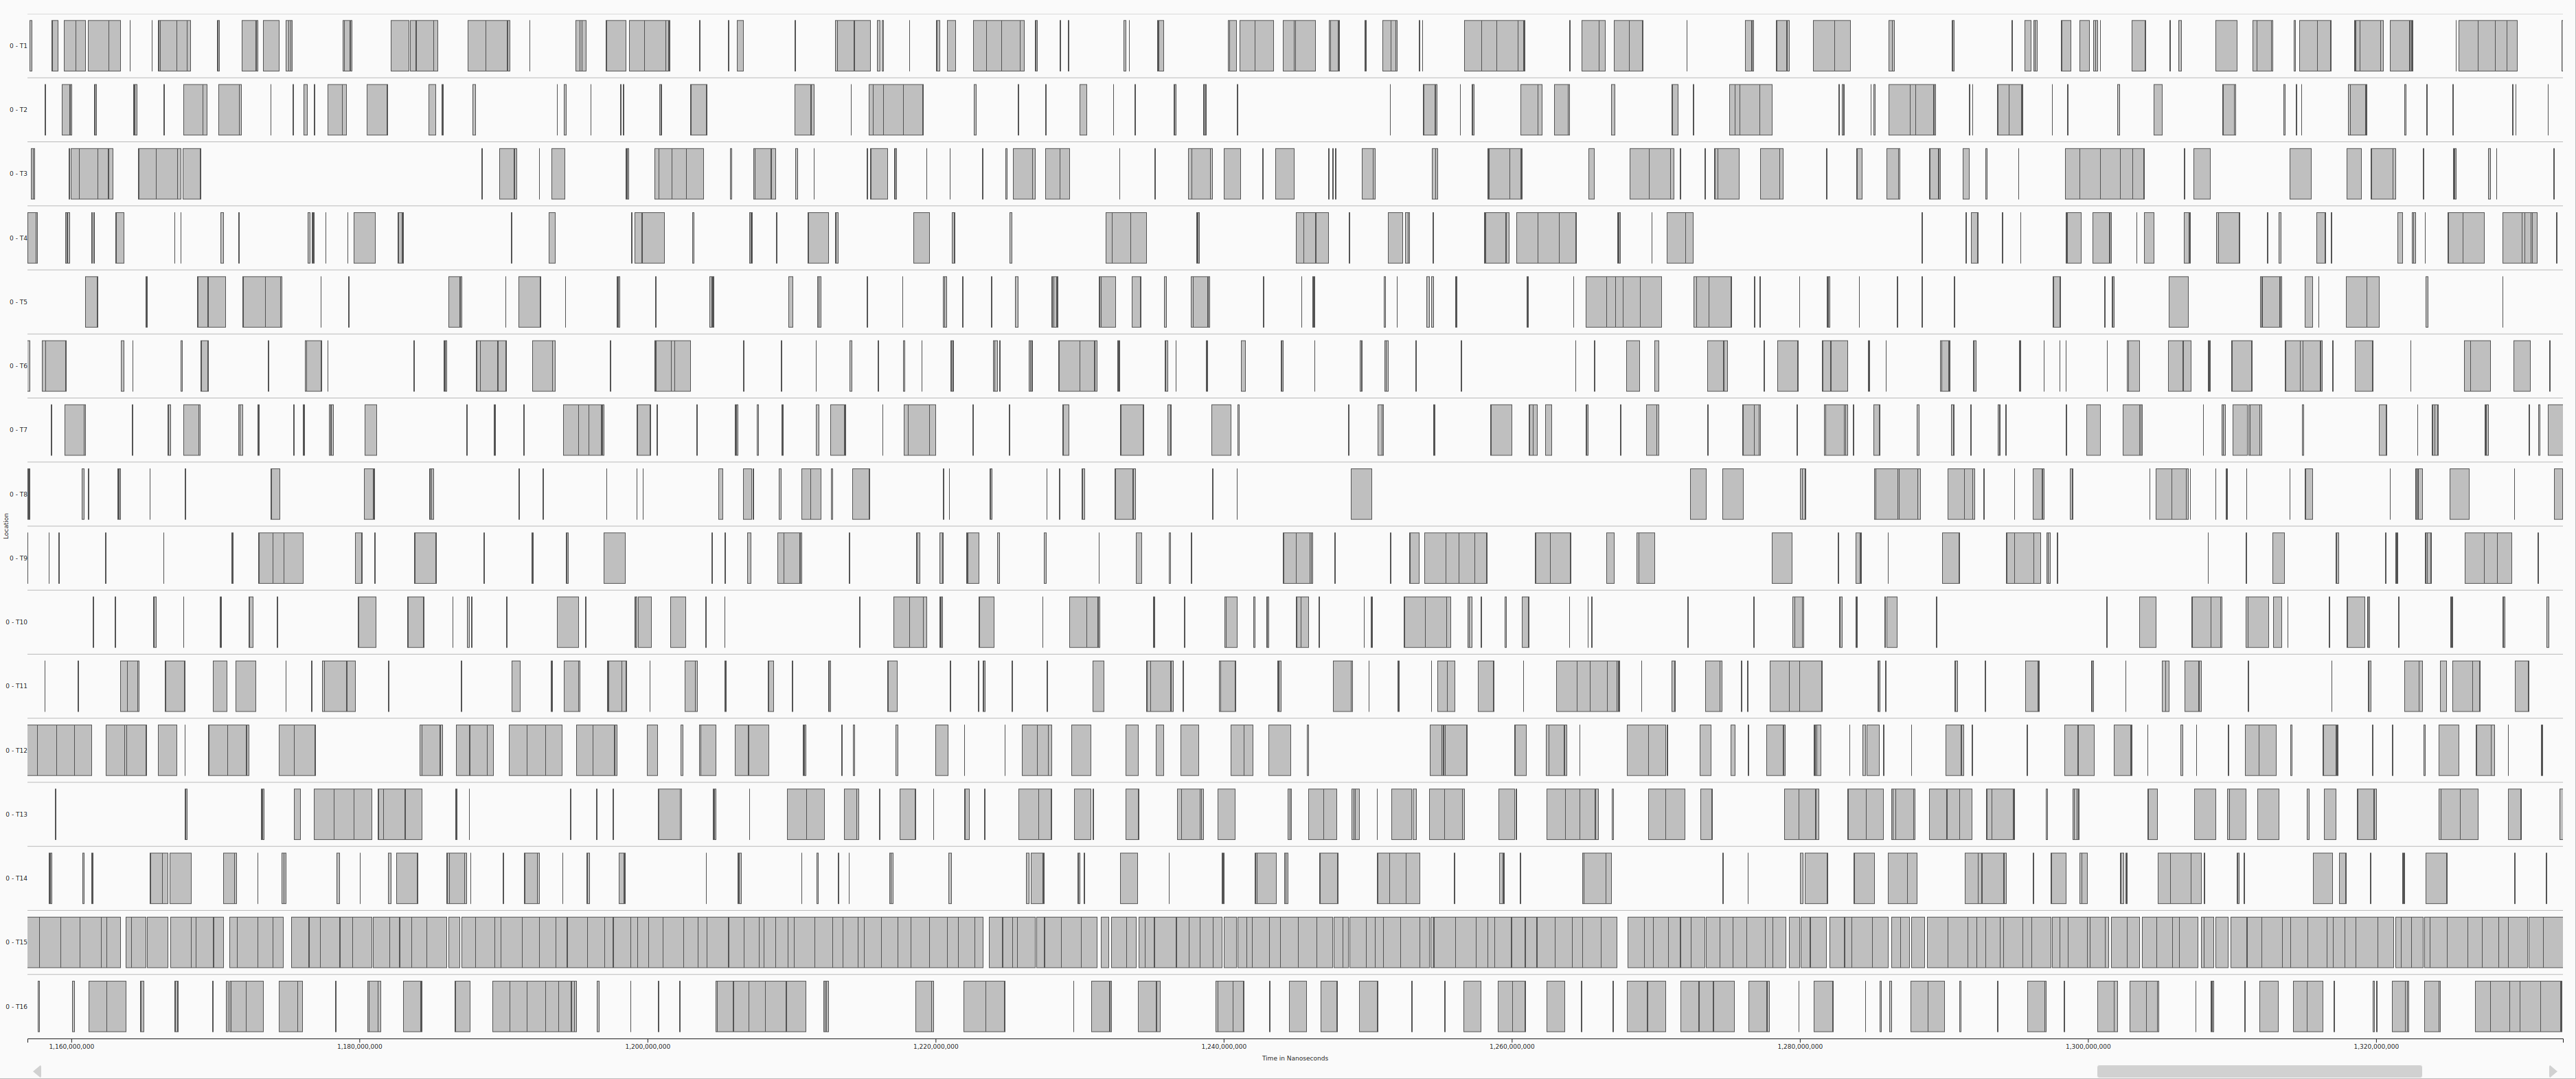 0 - T1
0 - T2
0 - T3
0 - T4
0 - T5
0 - T6
0 - T7
0 - T8
Location
0 - T9
0 - T10
0 - T11
0 - T12
0 - T13
0 - T14
0 - T15
0 - T16
1,160,000,000 1,180,000,000 1,200,000,000 1,220,000,000 1,240,000,000 1,260,000,000 1,280,000,000 1,300,000,000 1,320,000,000
Time in Nanoseconds